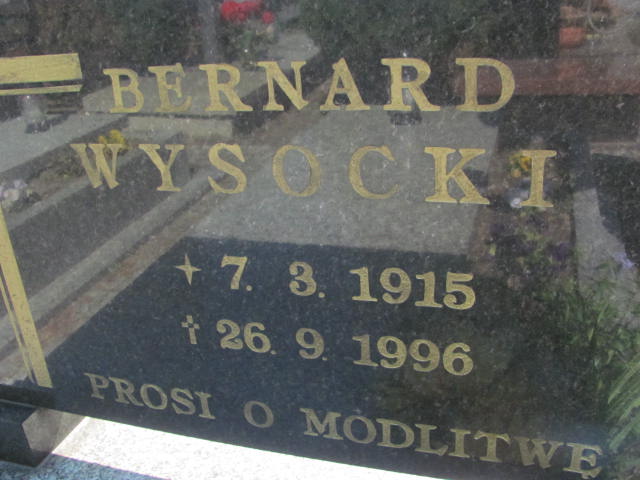 BERNARD
WYSOCKI
7. 3. 1915
† 26. 9. 1996
PROSI O MODLITWĘ